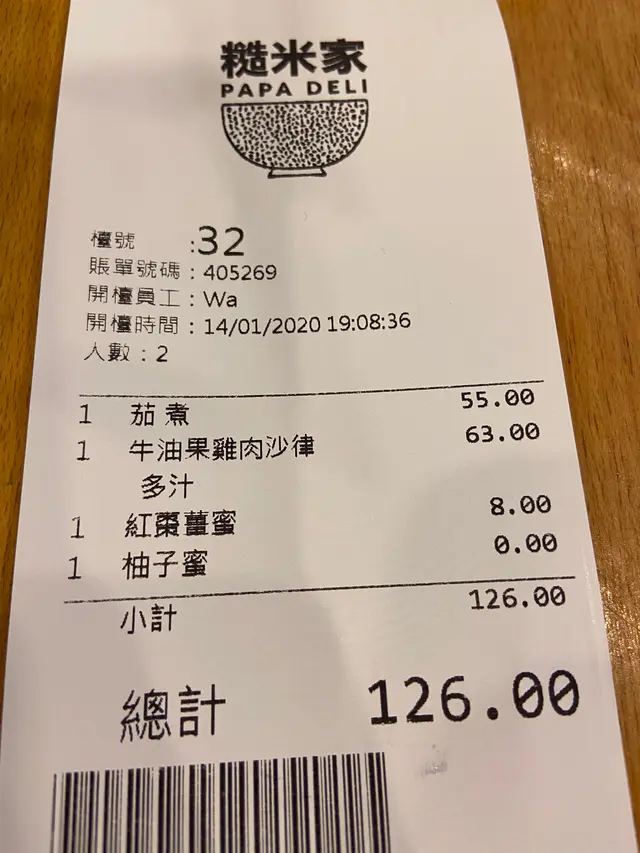 糙米家
PAPA DELI
檯號 :32
賬單號碼 : 405269
開檯員工 : Wa
開檯時間 : 14/01/2020 19:08:36
人數 : 2
1 茄煮 55.00
1 牛油果雞肉沙律 63.00
多汁
1 紅棗薑蜜 8.00
1 柚子蜜 0.00
小計 126.00
總計 126.00